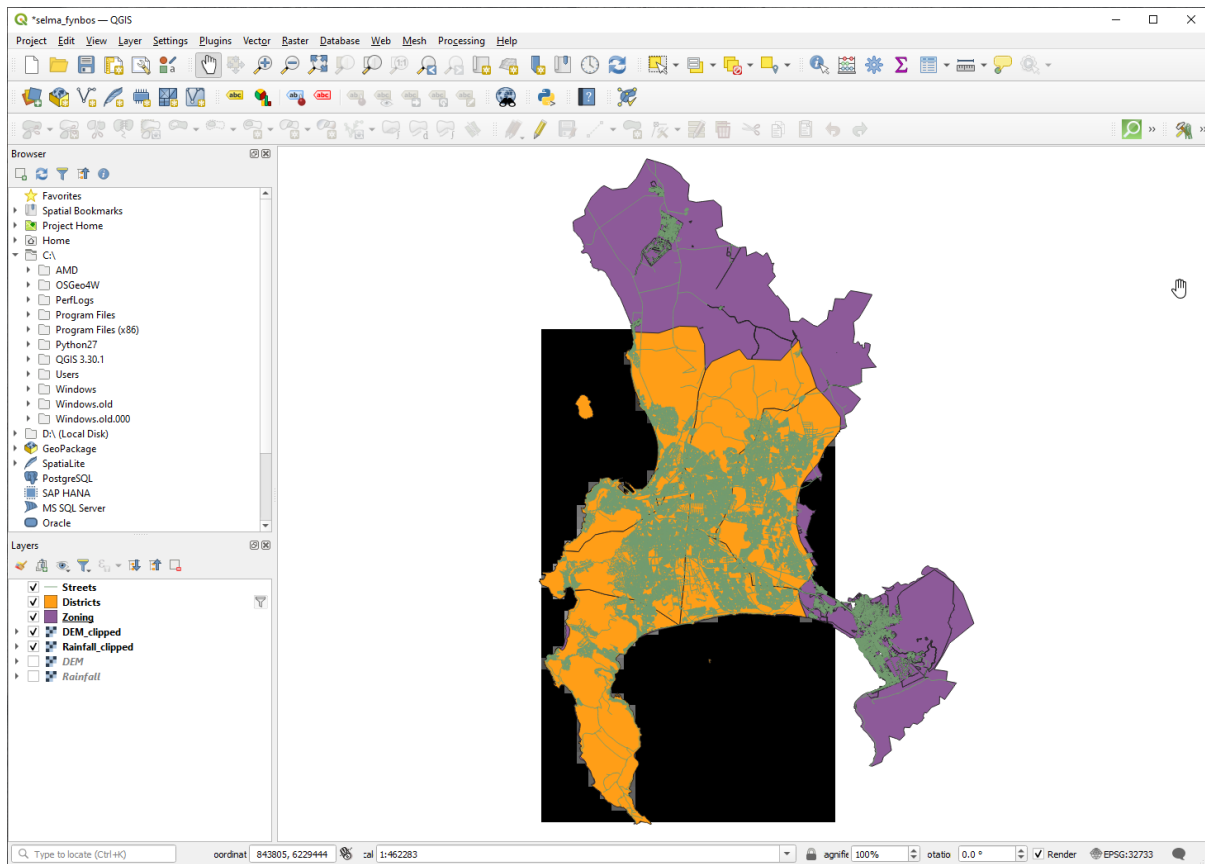 *selma_fynbos — QGIS
Project Edit View Layer Settings Plugins Vector Raster Database Web Mesh Processing Help
abc abc abc
Browser
Favorites
Spatial Bookmarks
Project Home
Home
C:\
AMD
OSGeo4W
PerfLogs
Program Files
Program Files (x86)
Python27
QGIS 3.30.1
Users
Windows
Windows.old
Windows.old.000
D:\ (Local Disk)
GeoPackage
SpatiaLite
PostgreSQL
SAP HANA
MS SQL Server
Oracle
Layers
Streets
Districts
Zoning
DEM_clipped
Rainfall_clipped
DEM
Rainfall
Type to locate (Ctrl+K) oordinat 843805, 6229444 cal 1:462283 agnifie 100% otatio 0.0 ° Render EPSG:32733